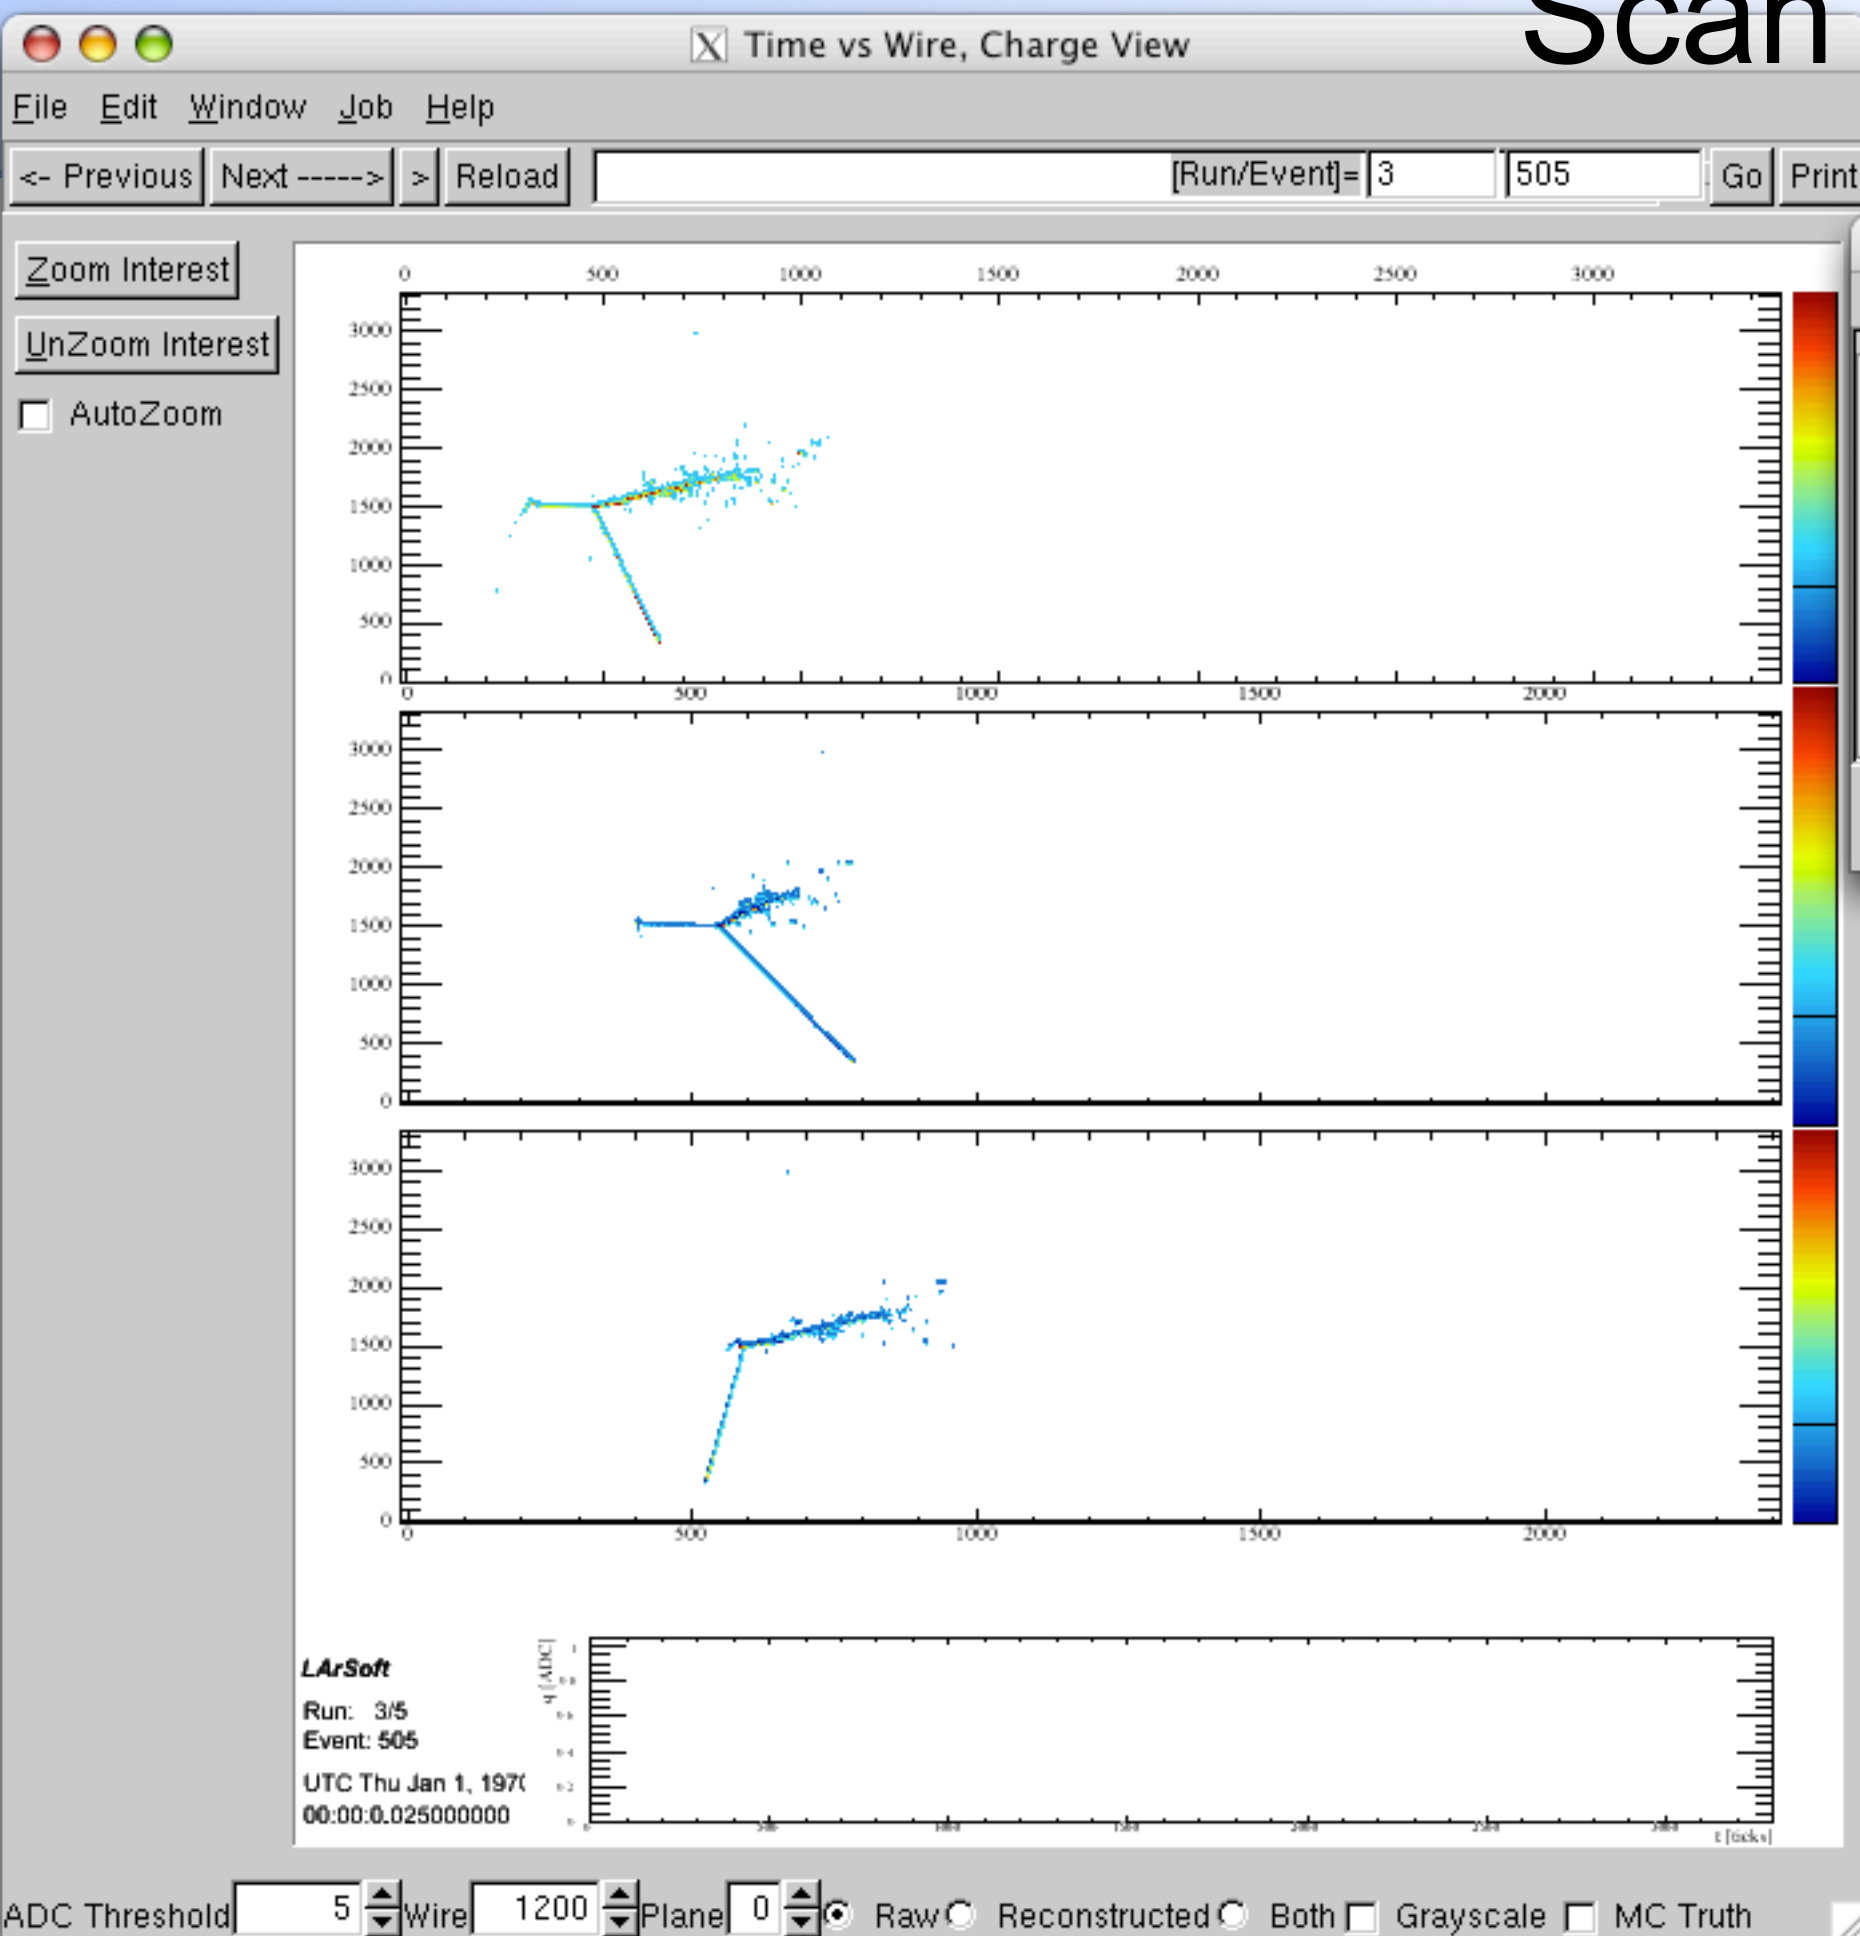 Scan
Time vs Wire, Charge View
File Edit Window Job Help
<- Previous Next -----> > Reload [Run/Event]= 3 505 Go Print
Zoom Interest
UnZoom Interest
AutoZoom
0 500 1000 1500 2000 2500 3000
3000
2500
2000
1500
1000
500
0
0 500 1000 1500 2000
3000
2500
2000
1500
1000
500
0
3000
2500
2000
1500
1000
500
0
0 500 1000 1500 2000
LArSoft
Run: 3/5
Event: 505
UTC Thu Jan 1, 1970
00:00:0.025000000
q [ADC]
t [ticks]
ADC Threshold 5 Wire 1200 Plane 0 Raw Reconstructed Both Grayscale MC Truth